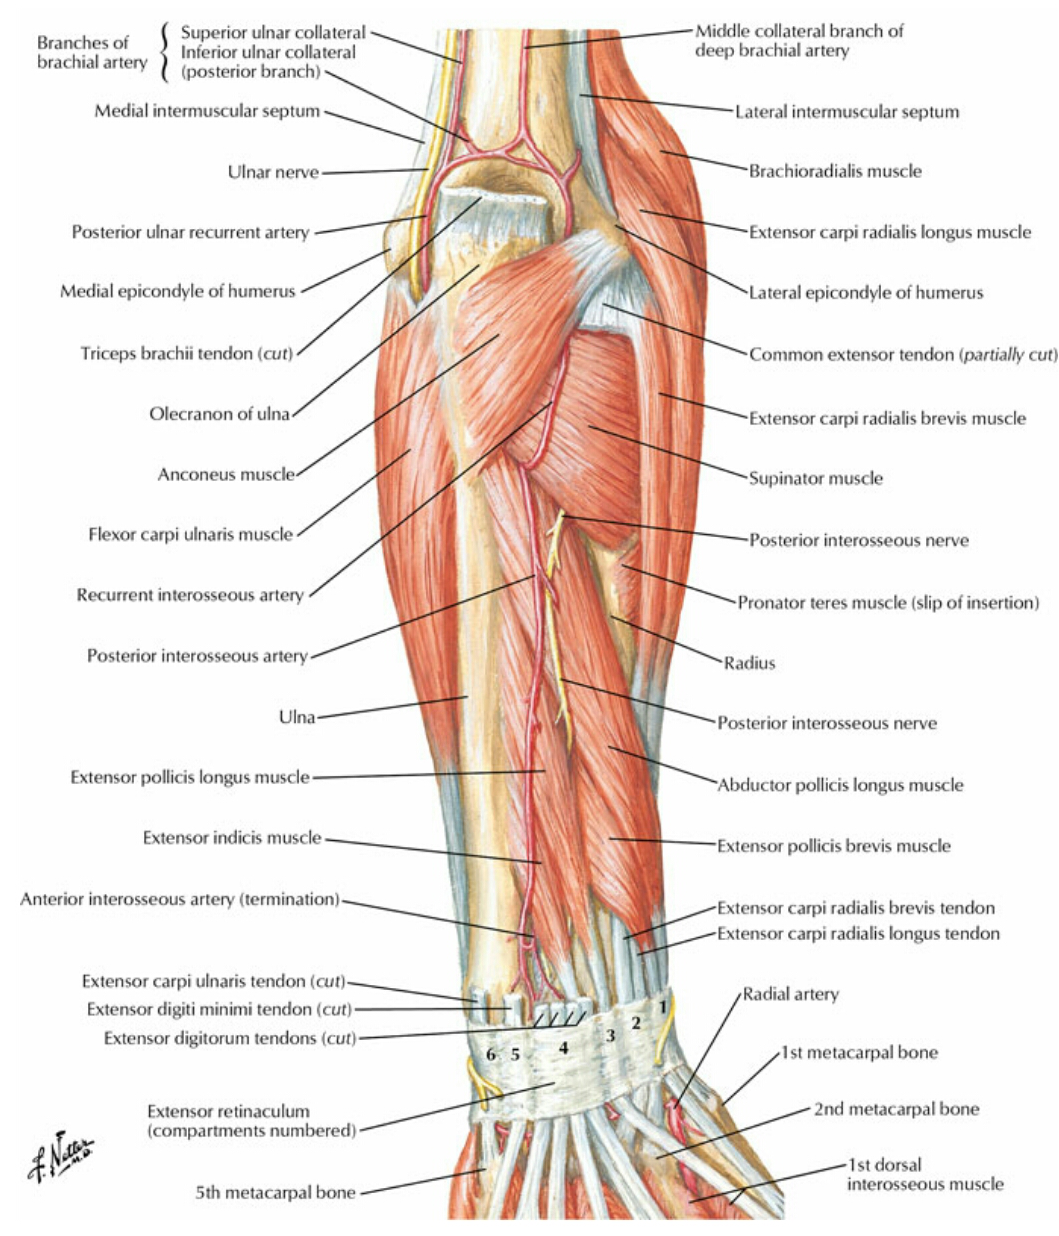 Branches of
brachial artery
Superior ulnar collateral
Inferior ulnar collateral
(posterior branch)
Medial intermuscular septum
Ulnar nerve
Posterior ulnar recurrent artery
Medial epicondyle of humerus
Triceps brachii tendon (cut)
Olecranon of ulna
Anconeus muscle
Flexor carpi ulnaris muscle
Recurrent interosseous artery
Posterior interosseous artery
Ulna
Extensor pollicis longus muscle
Extensor indicis muscle
Anterior interosseous artery (termination)
Extensor carpi ulnaris tendon (cut)
Extensor digiti minimi tendon (cut)
Extensor digitorum tendons (cut)
Extensor retinaculum
(compartments numbered)
5th metacarpal bone
Middle collateral branch of
deep brachial artery
Lateral intermuscular septum
Brachioradialis muscle
Extensor carpi radialis longus muscle
Lateral epicondyle of humerus
Common extensor tendon (partially cut)
Extensor carpi radialis brevis muscle
Supinator muscle
Posterior interosseous nerve
Pronator teres muscle (slip of insertion)
Radius
Posterior interosseous nerve
Abductor pollicis longus muscle
Extensor pollicis brevis muscle
Extensor carpi radialis brevis tendon
Extensor carpi radialis longus tendon
Radial artery
1st metacarpal bone
2nd metacarpal bone
1st dorsal
interosseous muscle
6 5 4 3 2 1
F. Netter
M.D.